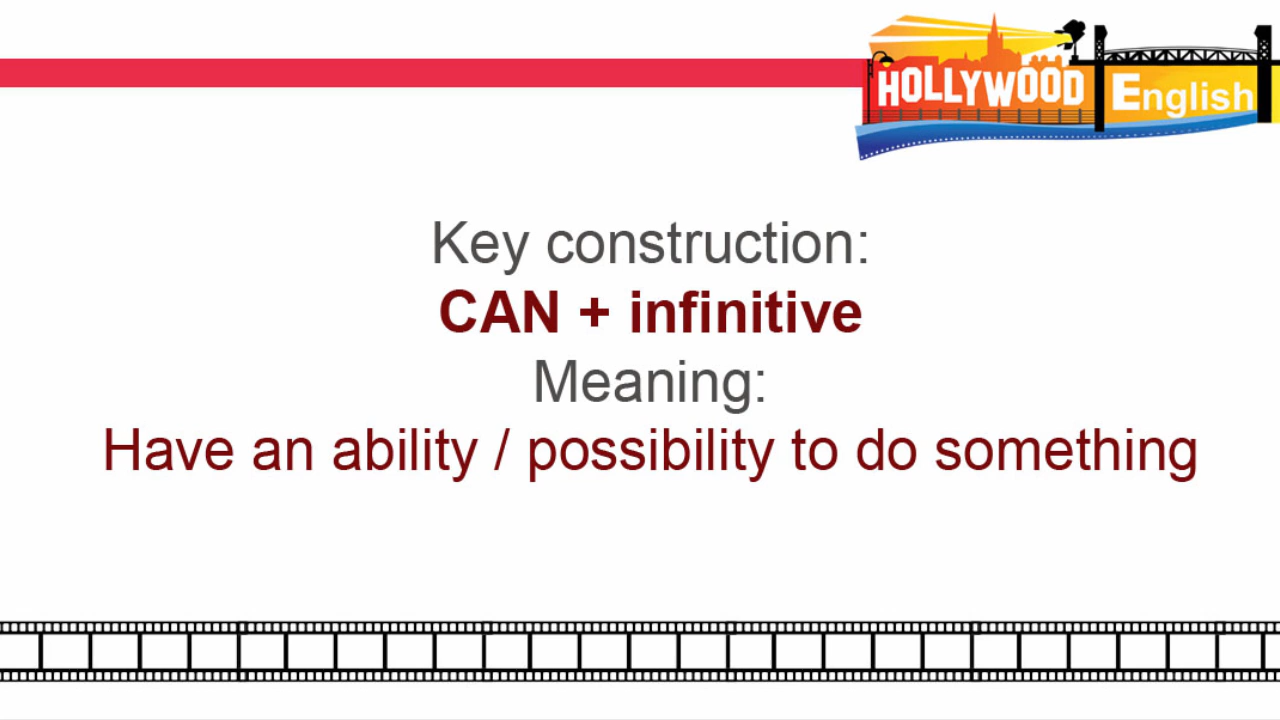 HOLLYWOOD English
Key construction:
CAN + infinitive
Meaning:
Have an ability / possibility to do something